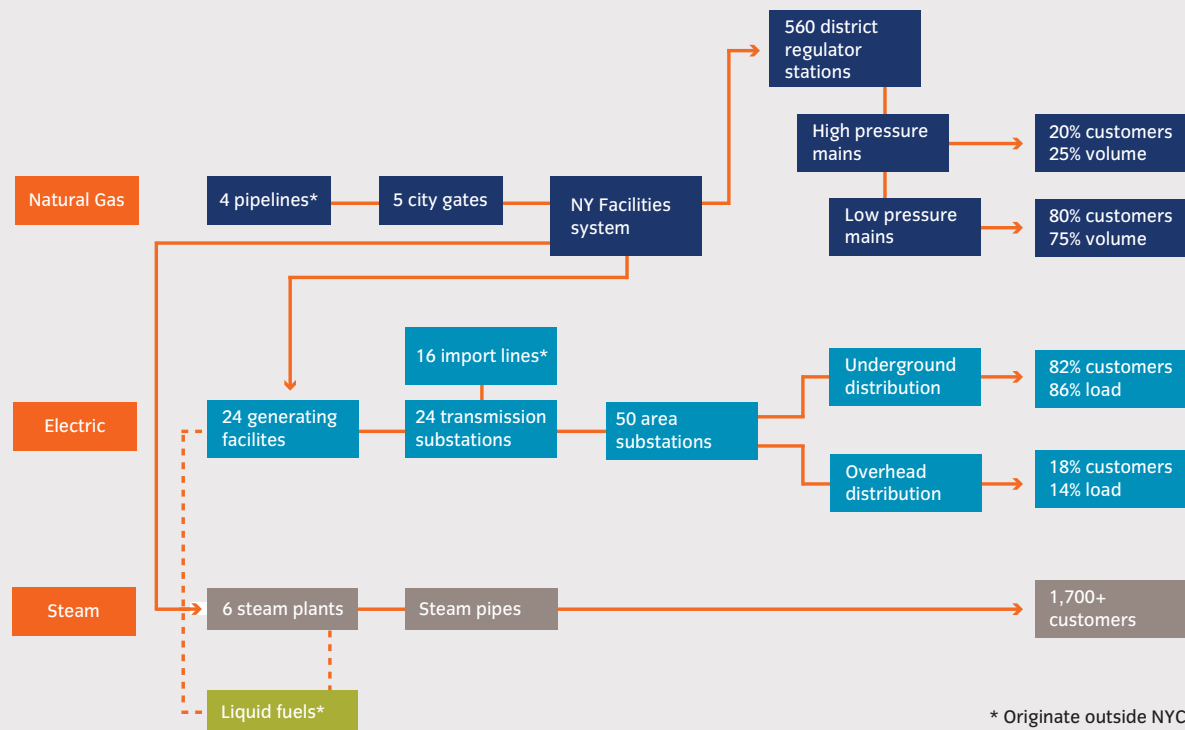 560 district
regulator
stations
High pressure
mains
20% customers
25% volume
Natural Gas
4 pipelines*
5 city gates
NY Facilities
system
Low pressure
mains
80% customers
75% volume
16 import lines*
Underground
distribution
82% customers
86% load
Electric
24 generating
facilites
24 transmission
substations
50 area
substations
Overhead
distribution
18% customers
14% load
Steam
6 steam plants
Steam pipes
1,700+
customers
Liquid fuels*
* Originate outside NYC